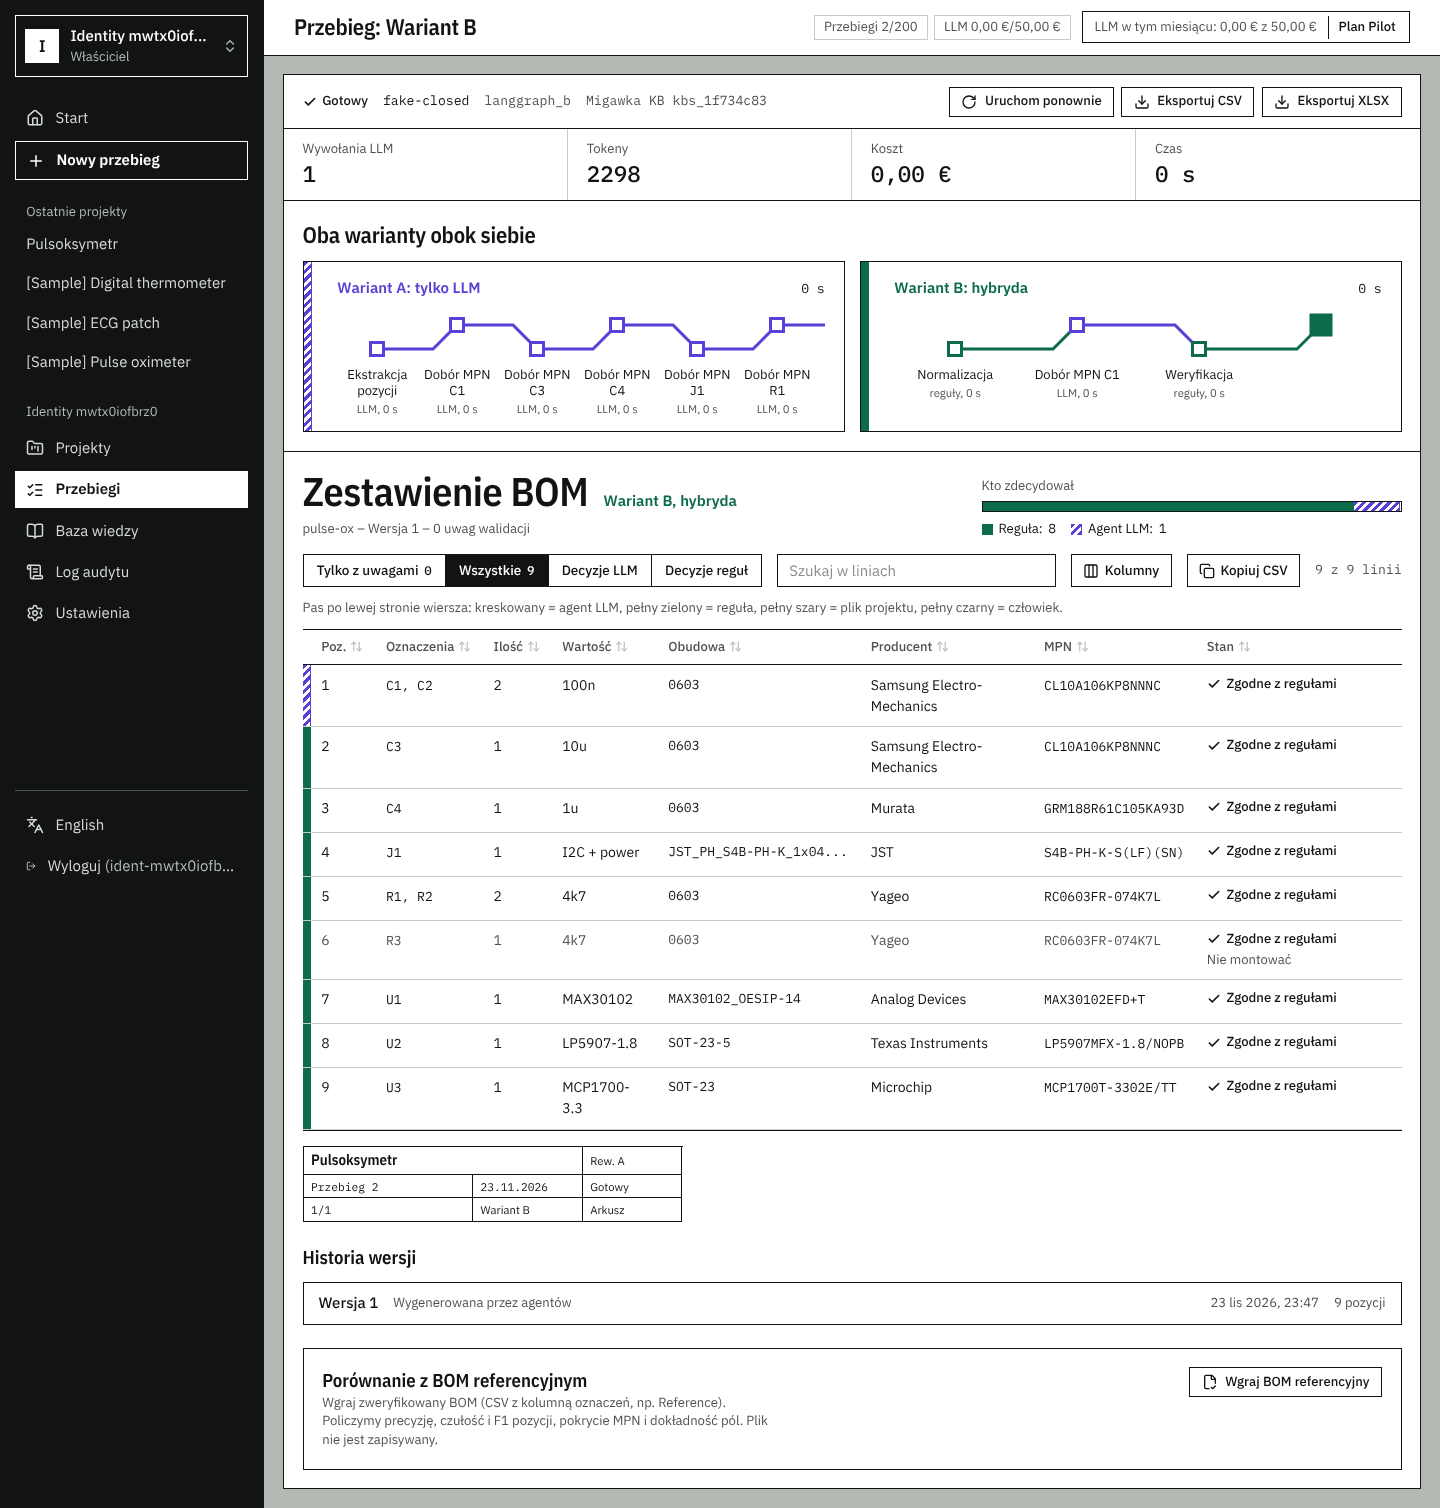 I
Identity mwtx0iof...
Właściciel
Start
Nowy przebieg
Ostatnie projekty
Pulsoksymetr
[Sample] Digital thermometer
[Sample] ECG patch
[Sample] Pulse oximeter
Identity mwtx0iofbrz0
Projekty
Przebiegi
Baza wiedzy
Log audytu
Ustawienia
English
Wyloguj (ident-mwtx0iofb...
Przebieg: Wariant B
Przebiegi 2/200
LLM 0,00 €/50,00 €
LLM w tym miesiącu: 0,00 € z 50,00 €
Plan Pilot
Gotowy fake-closed langgraph_b Migawka KB kbs_1f734c83
Uruchom ponownie
Eksportuj CSV
Eksportuj XLSX
Wywołania LLM
1
Tokeny
2298
Koszt
0,00 €
Czas
0 s
Oba warianty obok siebie
Wariant A: tylko LLM 0 s
Ekstrakcja pozycji
LLM, 0 s
Dobór MPN C1
LLM, 0 s
Dobór MPN C3
LLM, 0 s
Dobór MPN C4
LLM, 0 s
Dobór MPN J1
LLM, 0 s
Dobór MPN R1
LLM, 0 s
Wariant B: hybryda 0 s
Normalizacja
reguły, 0 s
Dobór MPN C1
LLM, 0 s
Weryfikacja
reguły, 0 s
Zestawienie BOM Wariant B, hybryda
pulse-ox – Wersja 1 – 0 uwag walidacji
Kto zdecydował
Reguła: 8 Agent LLM: 1
Tylko z uwagami 0
Wszystkie 9
Decyzje LLM
Decyzje reguł
Szukaj w liniach
Kolumny
Kopiuj CSV
9 z 9 linii
Pas po lewej stronie wiersza: kreskowany = agent LLM, pełny zielony = reguła, pełny szary = plik projektu, pełny czarny = człowiek.
Poz. Oznaczenia Ilość Wartość Obudowa Producent MPN Stan
1 C1, C2 2 100n 0603 Samsung Electro-Mechanics CL10A106KP8NNNC Zgodne z regułami
2 C3 1 10u 0603 Samsung Electro-Mechanics CL10A106KP8NNNC Zgodne z regułami
3 C4 1 1u 0603 Murata GRM188R61C105KA93D Zgodne z regułami
4 J1 1 I2C + power JST_PH_S4B-PH-K_1x04... JST S4B-PH-K-S(LF)(SN) Zgodne z regułami
5 R1, R2 2 4k7 0603 Yageo RC0603FR-074K7L Zgodne z regułami
6 R3 1 4k7 0603 Yageo RC0603FR-074K7L Zgodne z regułami
Nie montować
7 U1 1 MAX30102 MAX30102_OESIP-14 Analog Devices MAX30102EFD+T Zgodne z regułami
8 U2 1 LP5907-1.8 SOT-23-5 Texas Instruments LP5907MFX-1.8/NOPB Zgodne z regułami
9 U3 1 MCP1700-3.3 SOT-23 Microchip MCP1700T-3302E/TT Zgodne z regułami
Pulsoksymetr Rew. A
Przebieg 2 23.11.2026 Gotowy
1/1 Wariant B Arkusz
Historia wersji
Wersja 1 Wygenerowana przez agentów 23 lis 2026, 23:47 9 pozycji
Porównanie z BOM referencyjnym
Wgraj zweryfikowany BOM (CSV z kolumną oznaczeń, np. Reference).
Policzymy precyzję, czułość i F1 pozycji, pokrycie MPN i dokładność pól. Plik
nie jest zapisywany.
Wgraj BOM referencyjny